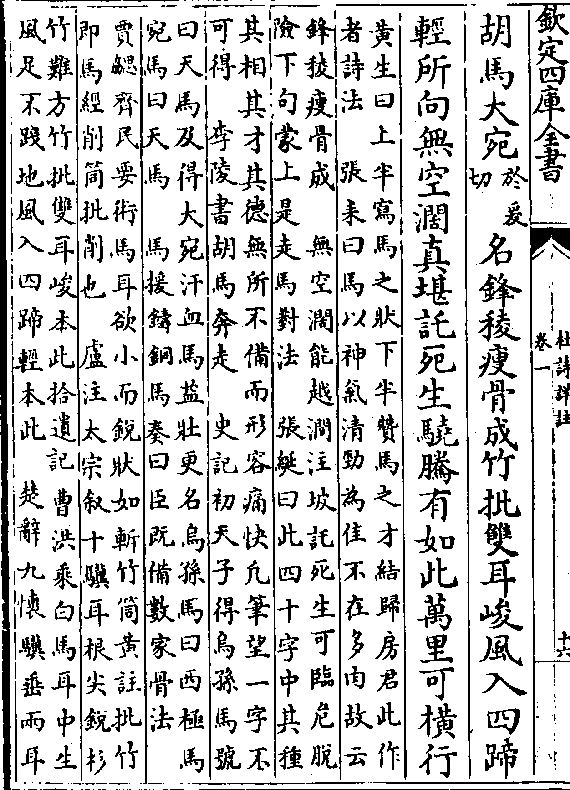 欽定四庫全書
杜詩詳註
卷一
十六
胡馬大宛於爰切名鋒稜瘦骨成竹批雙耳峻風入四蹄
輕所向無空濶真堪託死生驍騰有如此萬里可橫行
黄生曰上半寫馬之狀下半贊馬之才結歸房君此作
者詩法　張耒曰馬以神氣清勁為佳不在多肉故云
鋒稜瘦骨成　無空濶能越澗注坡託死生可臨危脱
險下句蒙上是走馬對法　張綖曰此四十字中其種
其相其才其德無所不備而形容痛快凡筆望一字不
可得　李陵書胡馬奔走　史記初天子得烏孫馬號
曰天馬及得大宛汗血馬益壯更名烏孫馬曰西極馬
宛馬曰天馬　馬援鑄銅馬奏曰臣既備數家骨法
賈勰齊民要術馬耳欲小而銳狀如斬竹筒黄註批竹
即馬經削筒批削也　盧注太宗叙十驥耳根尖銳杉
竹難方竹批雙耳峻本此拾遺記曹洪乘白馬耳中生
風足不踐地風入四蹄輕本此　楚辭九懷驥垂兩耳